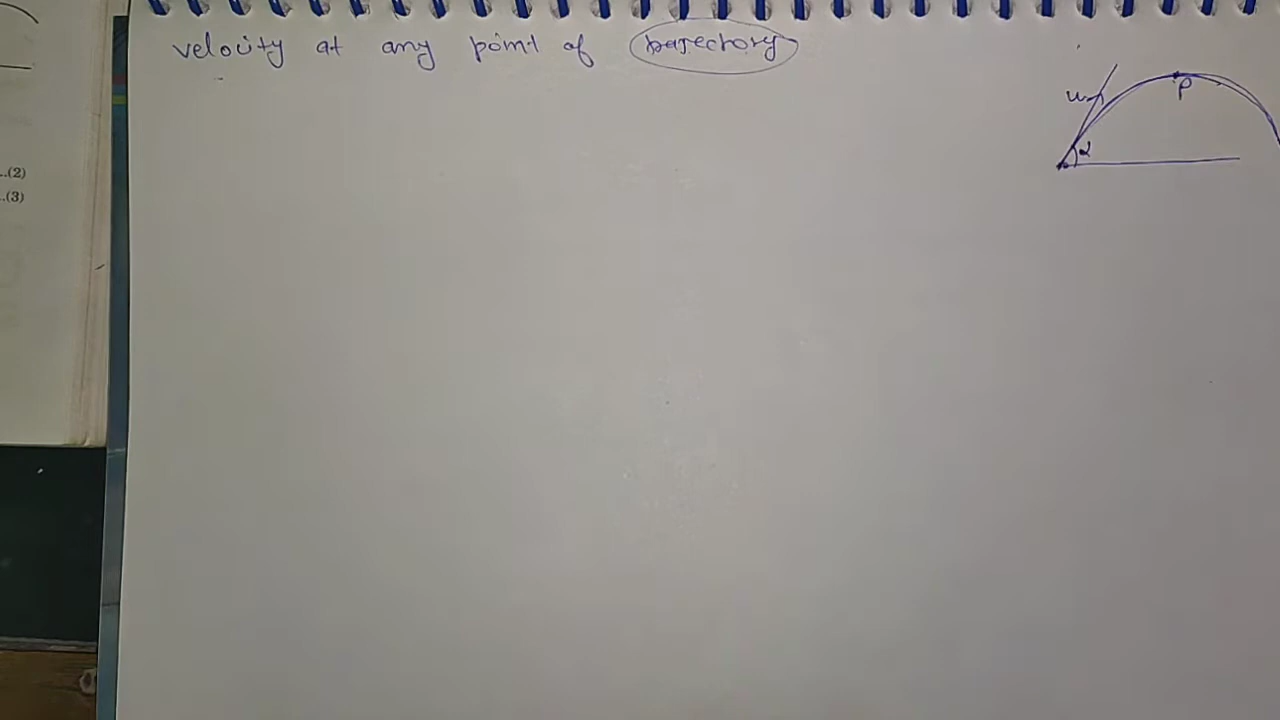 velocity at any point of trajectory
u
P
α
..(2)
..(3)